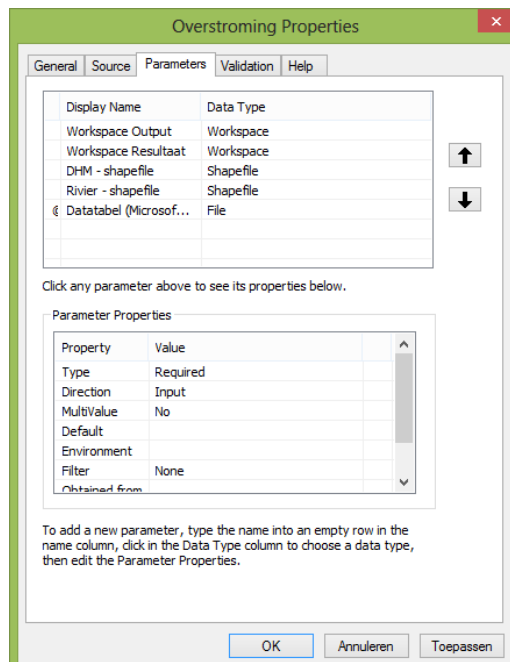 Overstroming Properties
General Source Parameters Validation Help
Display Name Data Type
Workspace Output Workspace
Workspace Resultaat Workspace
DHM - shapefile Shapefile
Rivier - shapefile Shapefile
Datatabel (Microsof... File
Click any parameter above to see its properties below.
Parameter Properties
Property Value
Type Required
Direction Input
MultiValue No
Default
Environment
Filter None
Obtained from
To add a new parameter, type the name into an empty row in the
name column, click in the Data Type column to choose a data type,
then edit the Parameter Properties.
OK Annuleren Toepassen